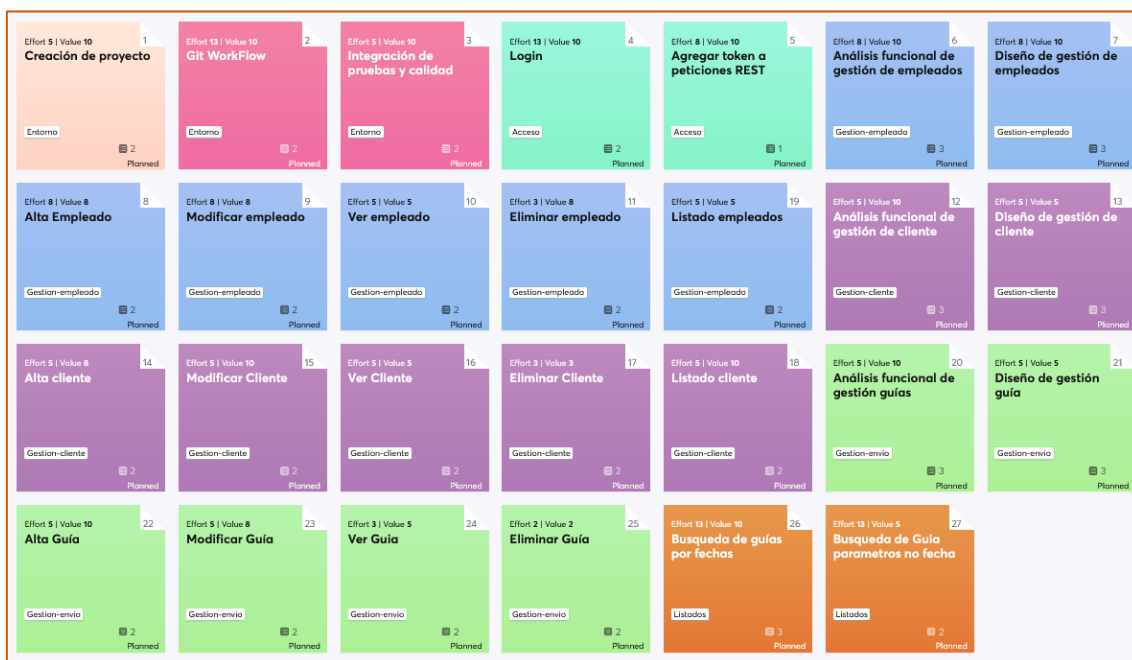 Effort 5 | Value 10
1
Creación de proyecto
Entorno
2
Planned
Effort 13 | Value 10
2
Git WorkFlow
Entorno
2
Planned
Effort 5 | Value 10
3
Integración de
pruebas y calidad
Entorno
2
Planned
Effort 13 | Value 10
4
Login
Acceso
2
Planned
Effort 8 | Value 10
5
Agregar token a
peticiones REST
Acceso
1
Planned
Effort 8 | Value 10
6
Análisis funcional de
gestión de empleados
Gestion-empleado
3
Planned
Effort 8 | Value 10
7
Diseño de gestión de
empleados
Gestion-empleado
3
Planned
Effort 8 | Value 8
8
Alta Empleado
Gestion-empleado
2
Planned
Effort 8 | Value 8
9
Modificar empleado
Gestion-empleado
2
Planned
Effort 5 | Value 5
10
Ver empleado
Gestion-empleado
2
Planned
Effort 3 | Value 8
11
Eliminar empleado
Gestion-empleado
2
Planned
Effort 5 | Value 5
19
Listado empleados
Gestion-empleado
2
Planned
Effort 5 | Value 10
12
Análisis funcional de
gestión de cliente
Gestion-cliente
3
Planned
Effort 5 | Value 5
13
Diseño de gestión de
cliente
Gestion-cliente
3
Planned
Effort 5 | Value 8
14
Alta cliente
Gestion-cliente
2
Planned
Effort 5 | Value 10
15
Modificar Cliente
Gestion-cliente
2
Planned
Effort 5 | Value 5
16
Ver Cliente
Gestion-cliente
2
Planned
Effort 3 | Value 3
17
Eliminar Cliente
Gestion-cliente
2
Planned
Effort 5 | Value 10
18
Listado cliente
Gestion-cliente
2
Planned
Effort 5 | Value 10
20
Análisis funcional de
gestión guías
Gestion-envio
3
Planned
Effort 5 | Value 5
21
Diseño de gestión
guía
Gestion-envio
3
Planned
Effort 5 | Value 10
22
Alta Guía
Gestion-envio
2
Planned
Effort 5 | Value 8
23
Modificar Guía
Gestion-envio
2
Planned
Effort 3 | Value 5
24
Ver Guia
Gestion-envio
2
Planned
Effort 2 | Value 2
25
Eliminar Guía
Gestion-envio
2
Planned
Effort 13 | Value 10
26
Busqueda de guías
por fechas
Listados
3
Planned
Effort 13 | Value 5
27
Busqueda de Guia
parametros no fecha
Listados
2
Planned